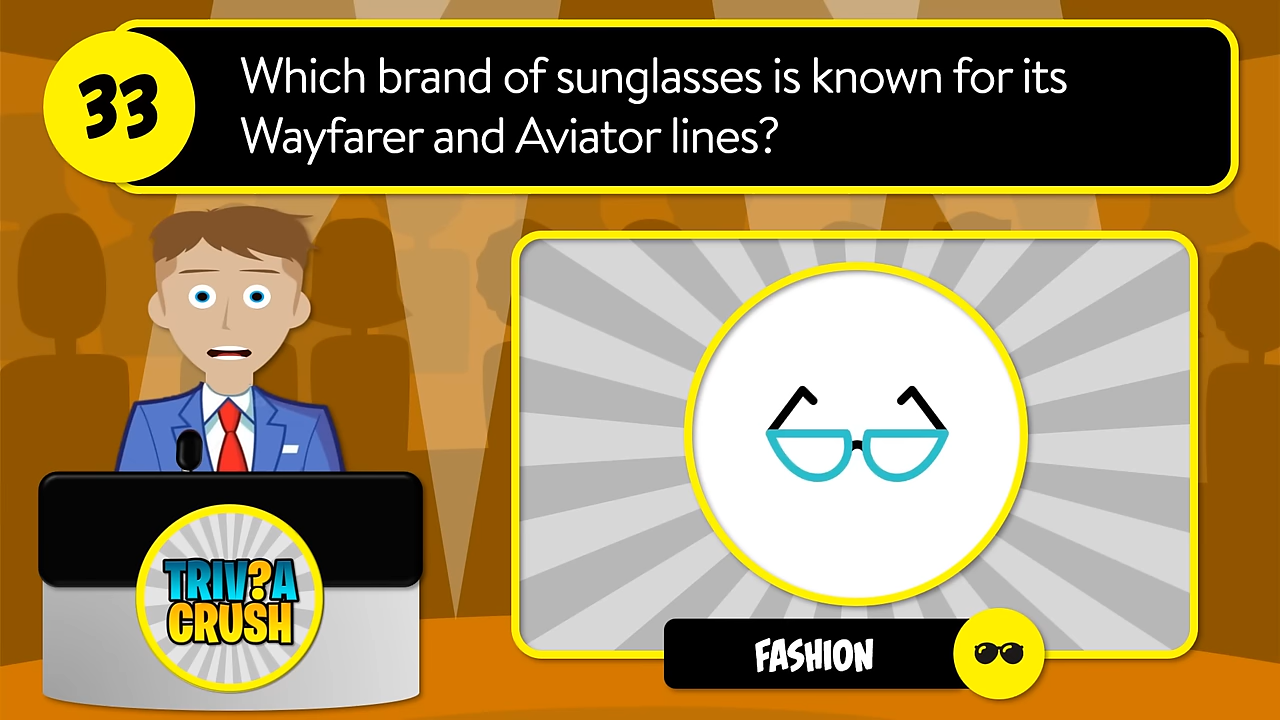 33
Which brand of sunglasses is known for its
Wayfarer and Aviator lines?
TRIV?A
CRUSH
FASHION